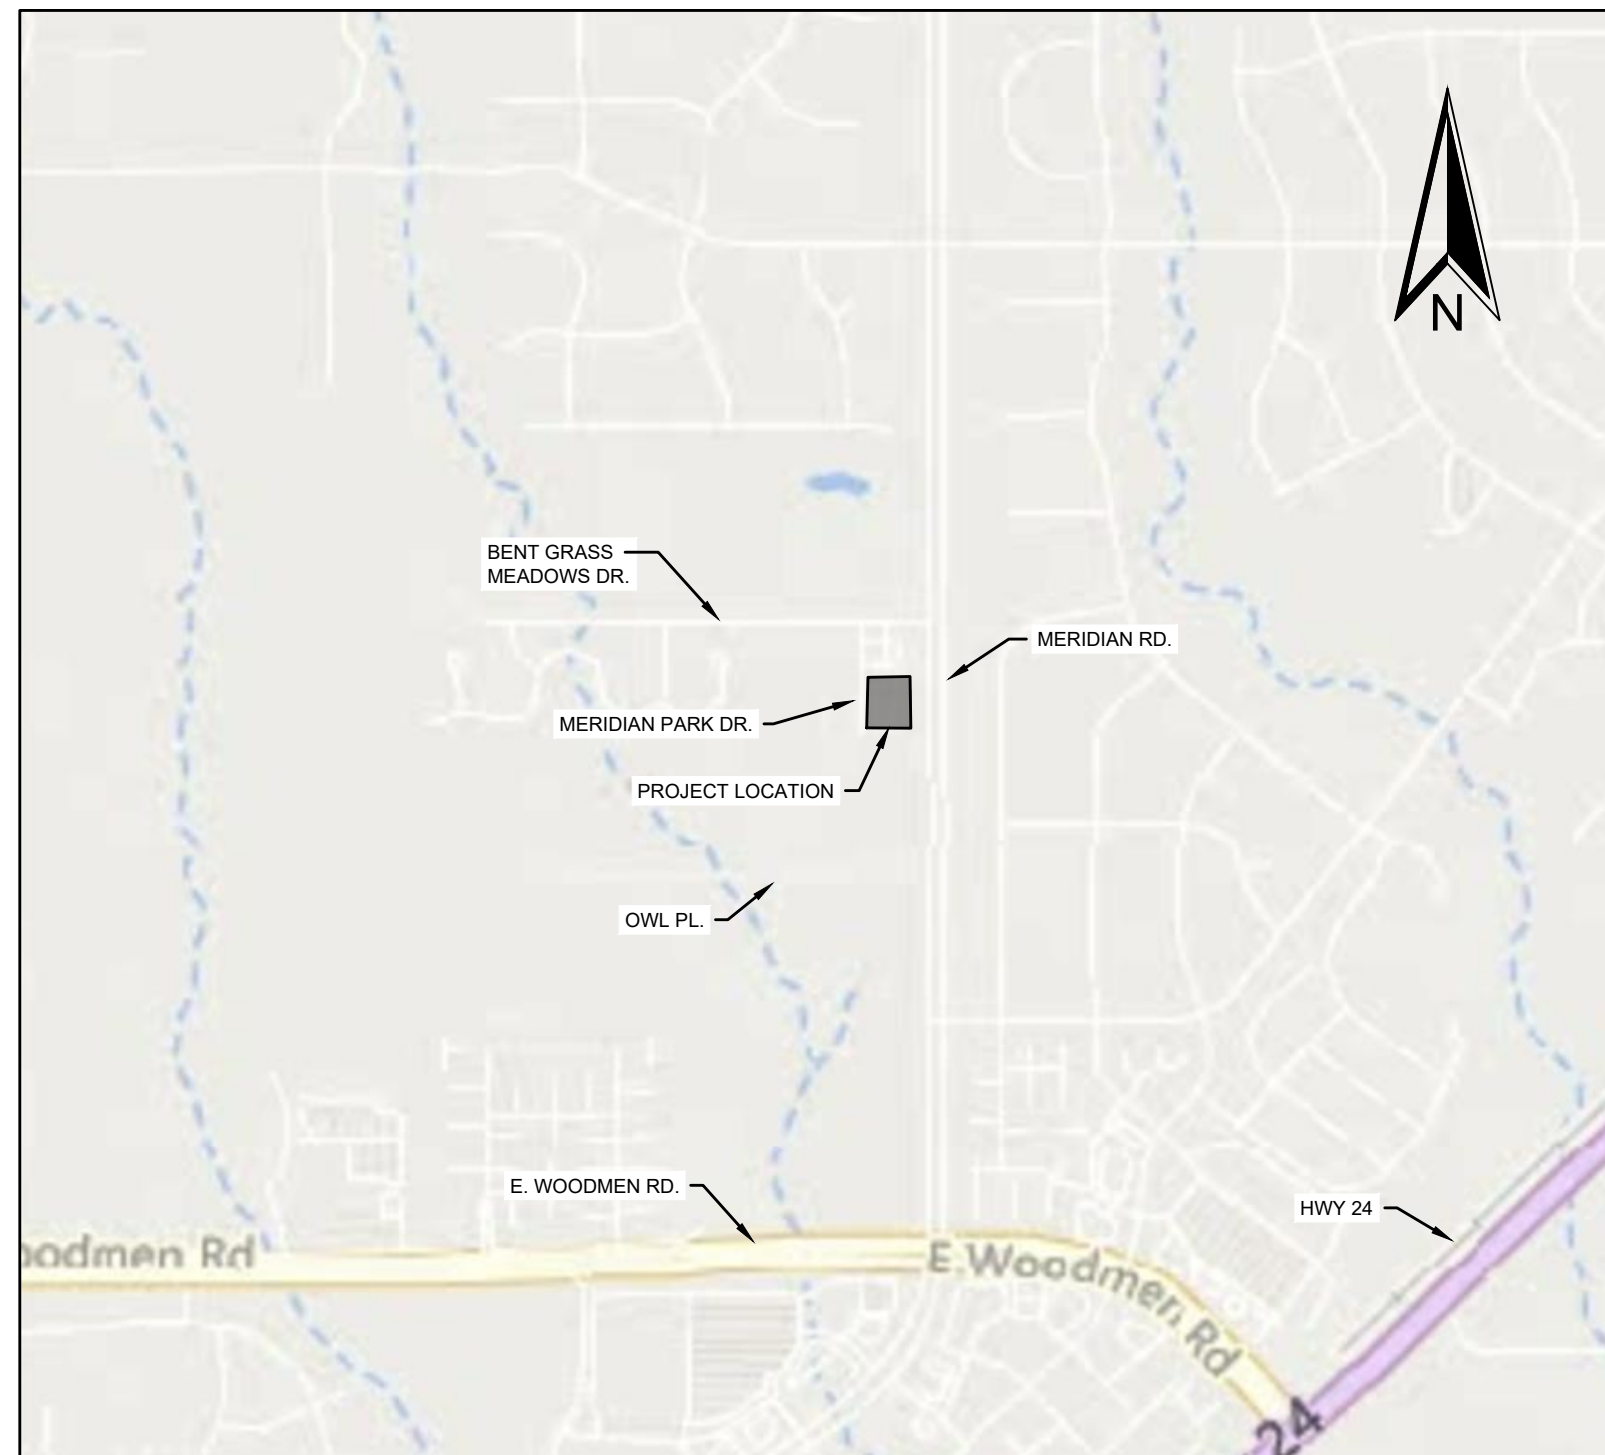 N
BENT GRASS
MEADOWS DR.
MERIDIAN RD.
MERIDIAN PARK DR.
PROJECT LOCATION
OWL PL.
E. WOODMEN RD.
HWY 24
oodmen Rd
E Woodmen Rd
24